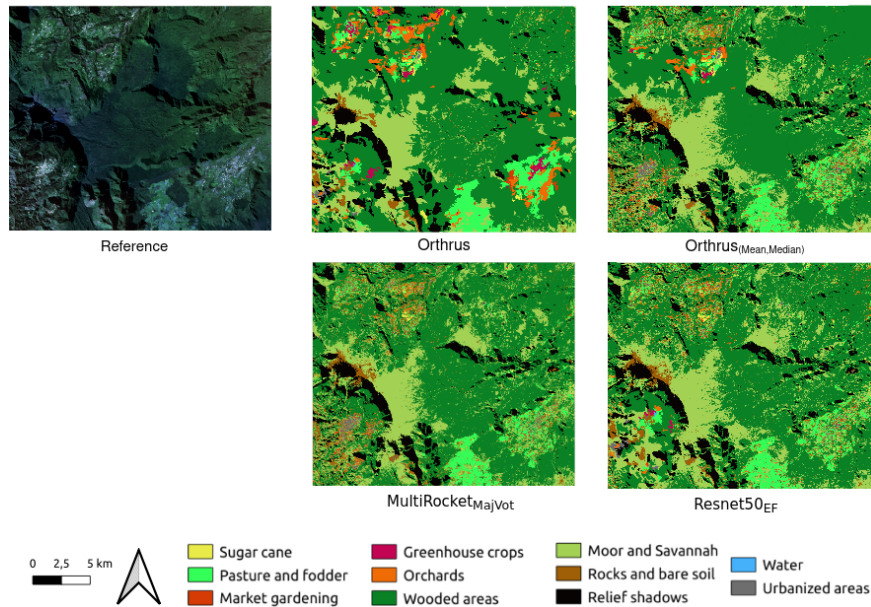 Reference
Orthrus
Orthrus(Mean,Median)
MultiRocketMajVot
Resnet50EF
0 2,5 5 km
Sugar cane
Pasture and fodder
Market gardening
Greenhouse crops
Orchards
Wooded areas
Moor and Savannah
Rocks and bare soil
Relief shadows
Water
Urbanized areas